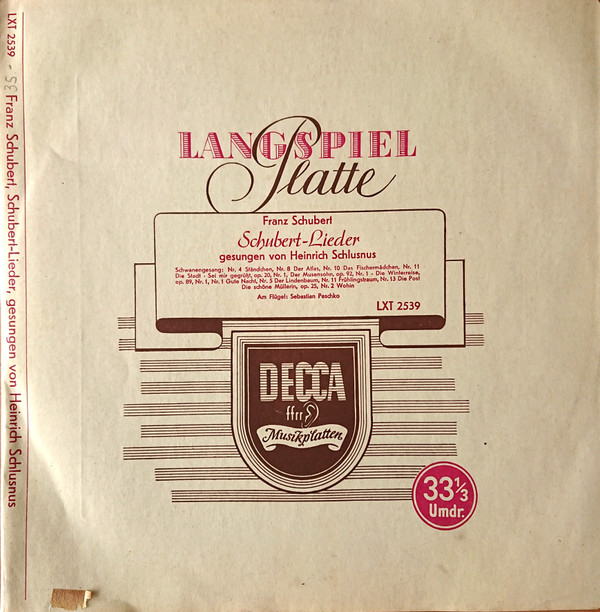 LXT 2539 - 53 Franz Schubert, Schubert-Lieder, gesungen von Heinrich Schlusnus
LANGSPIEL
Platte
Franz Schubert
Schubert-Lieder
gesungen von Heinrich Schlusnus
Schwanengesang: Nr. 4 Ständchen, Nr. 8 Der Atlas, Nr. 10 Das Fischermädchen, Nr. 11
Die Stadt - Sei mir gegrüßt, op. 20, Nr. 1, Der Musensohn, op. 92, Nr. 1 - Die Winterreise,
op. 89, Nr. 1, Nr. 1 Gute Nacht, Nr. 5 Der Lindenbaum, Nr. 11 Frühlingstraum, Nr. 13 Die Post
Die schöne Müllerin, op. 25, Nr. 2 Wohin
Am Flügel: Sebastian Peschko
LXT 2539
DECCA
ffrr
Musikplatten
33 1/3
Umdr.